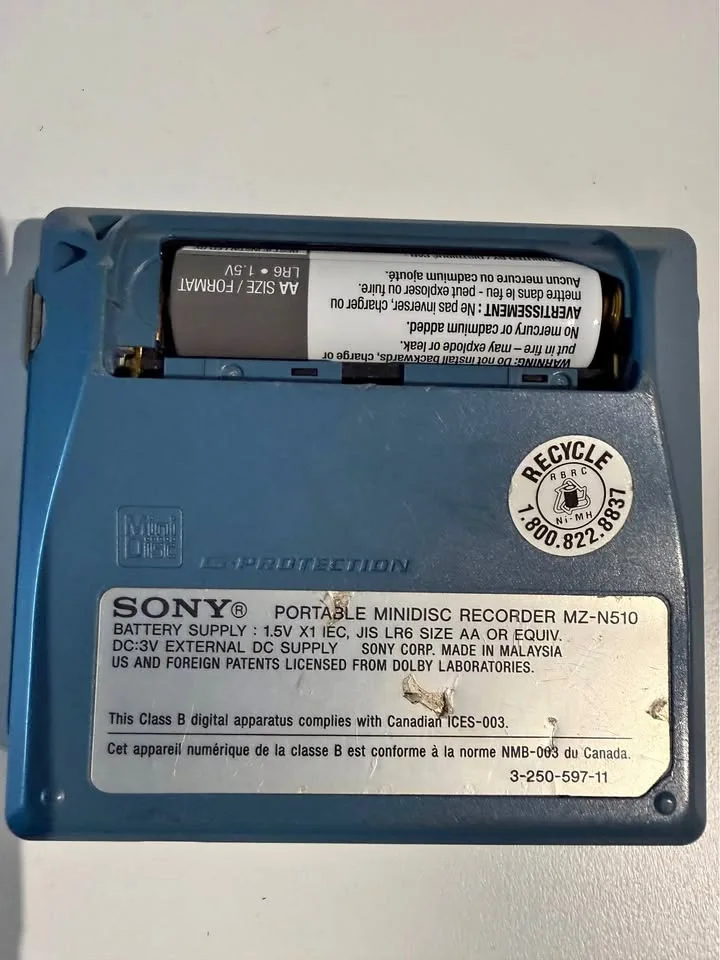 AA SIZE / FORMAT
LR6 • 1.5V
WARNING: Do not install backwards, charge or
put in fire – may explode or leak.
No mercury or cadmium added.
AVERTISSEMENT : Ne pas inverser, charger ou
mettre dans le feu - peut exploser ou fuire.
Aucun mercure ou cadmium ajouté.
RECYCLE
RBRC
Ni-MH
1.800.822.8837
Mini
Disc
G-PROTECTION
SONY® PORTABLE MINIDISC RECORDER MZ-N510
BATTERY SUPPLY : 1.5V X1 IEC, JIS LR6 SIZE AA OR EQUIV.
DC:3V EXTERNAL DC SUPPLY SONY CORP. MADE IN MALAYSIA
US AND FOREIGN PATENTS LICENSED FROM DOLBY LABORATORIES.
This Class B digital apparatus complies with Canadian ICES-003.
Cet appareil numérique de la classe B est conforme à la norme NMB-003 du Canada.
3-250-597-11